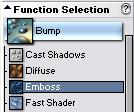 Function Selection
Bump
Cast Shadows
Diffuse
Emboss
Fast Shader